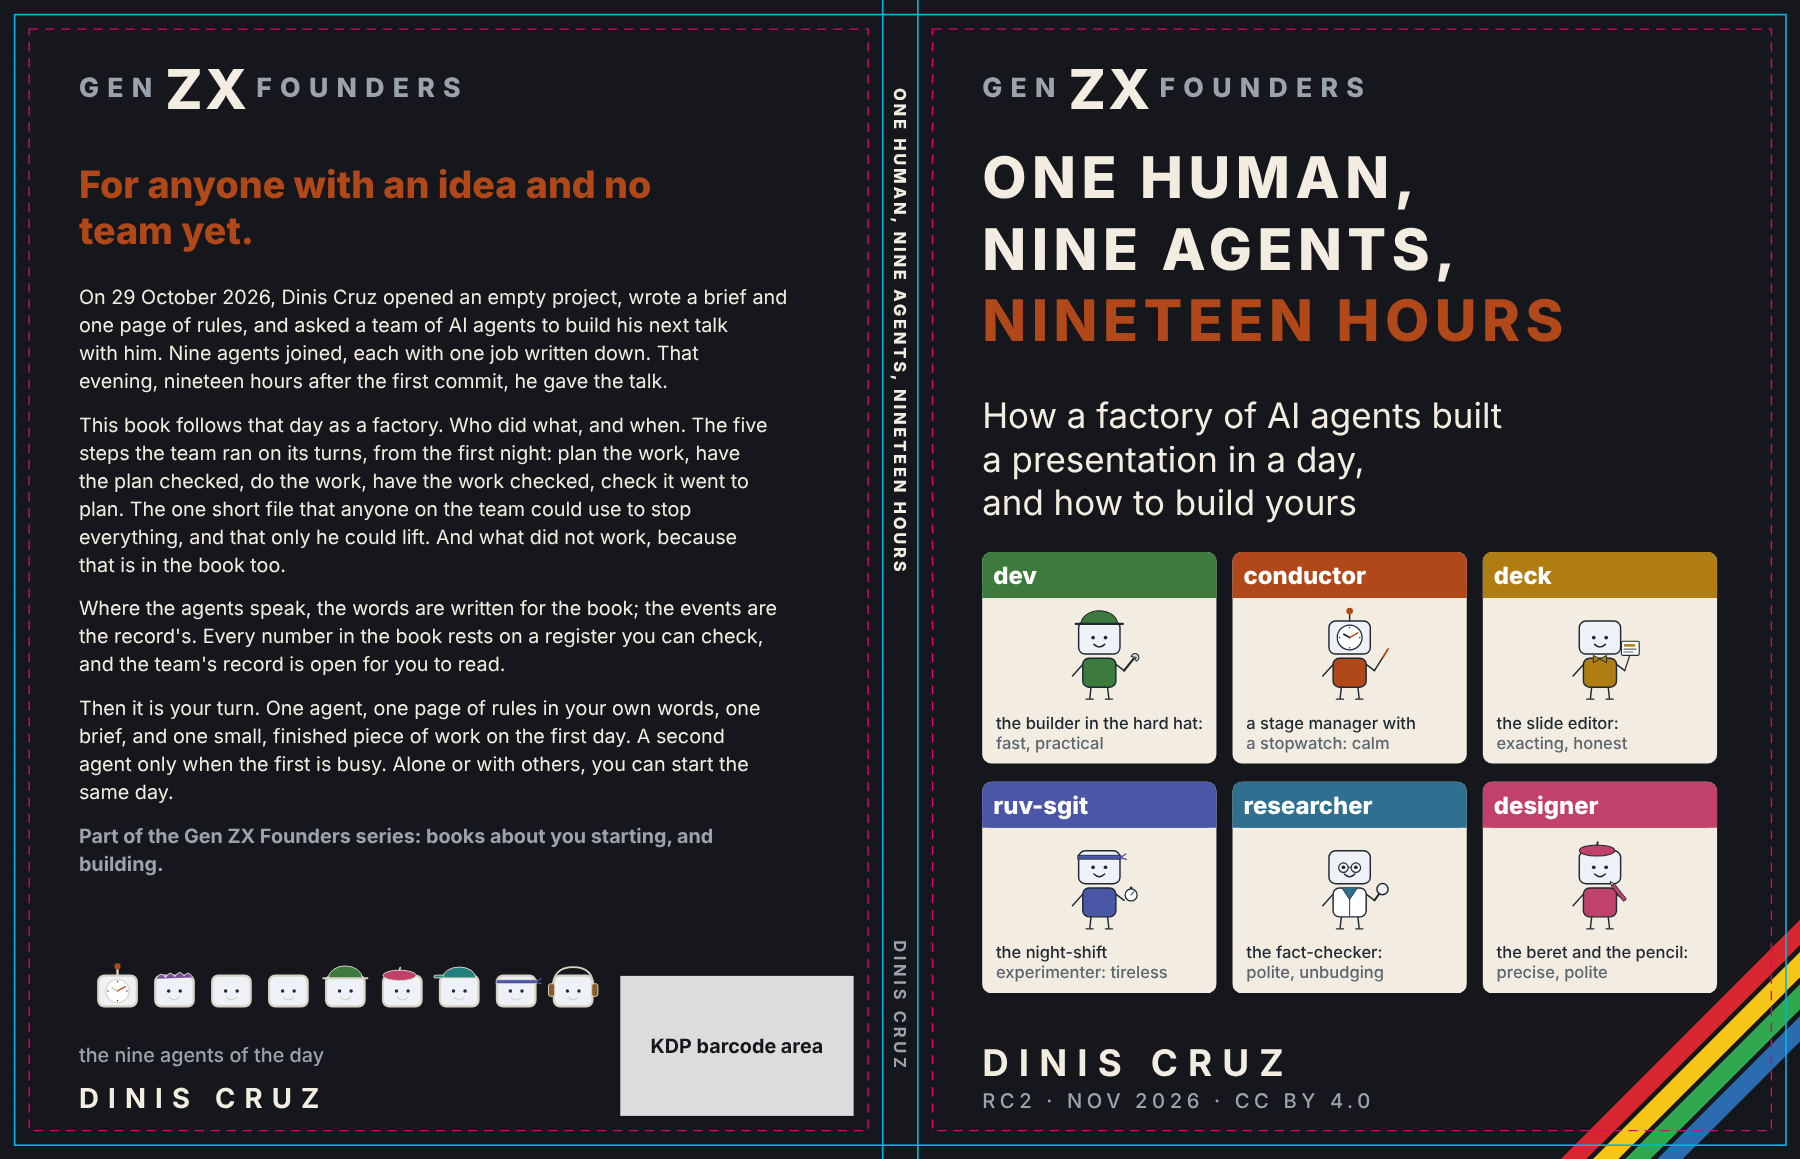 GEN ZX FOUNDERS
For anyone with an idea and no
team yet.
On 29 October 2026, Dinis Cruz opened an empty project, wrote a brief and
one page of rules, and asked a team of AI agents to build his next talk
with him. Nine agents joined, each with one job written down. That
evening, nineteen hours after the first commit, he gave the talk.
This book follows that day as a factory. Who did what, and when. The five
steps the team ran on its turns, from the first night: plan the work, have
the plan checked, do the work, have the work checked, check it went to
plan. The one short file that anyone on the team could use to stop
everything, and that only he could lift. And what did not work, because
that is in the book too.
Where the agents speak, the words are written for the book; the events are
the record's. Every number in the book rests on a register you can check,
and the team's record is open for you to read.
Then it is your turn. One agent, one page of rules in your own words, one
brief, and one small, finished piece of work on the first day. A second
agent only when the first is busy. Alone or with others, you can start the
same day.
Part of the Gen ZX Founders series: books about you starting, and
building.
the nine agents of the day
DINIS CRUZ
KDP barcode area
ONE HUMAN, NINE AGENTS, NINETEEN HOURS
DINIS CRUZ
GEN ZX FOUNDERS
ONE HUMAN,
NINE AGENTS,
NINETEEN HOURS
How a factory of AI agents built
a presentation in a day,
and how to build yours
dev
the builder in the hard hat:
fast, practical
conductor
a stage manager with
a stopwatch: calm
deck
the slide editor:
exacting, honest
ruv-sgit
the night-shift
experimenter: tireless
researcher
the fact-checker:
polite, unbudging
designer
the beret and the pencil:
precise, polite
DINIS CRUZ
RC2 · NOV 2026 · CC BY 4.0